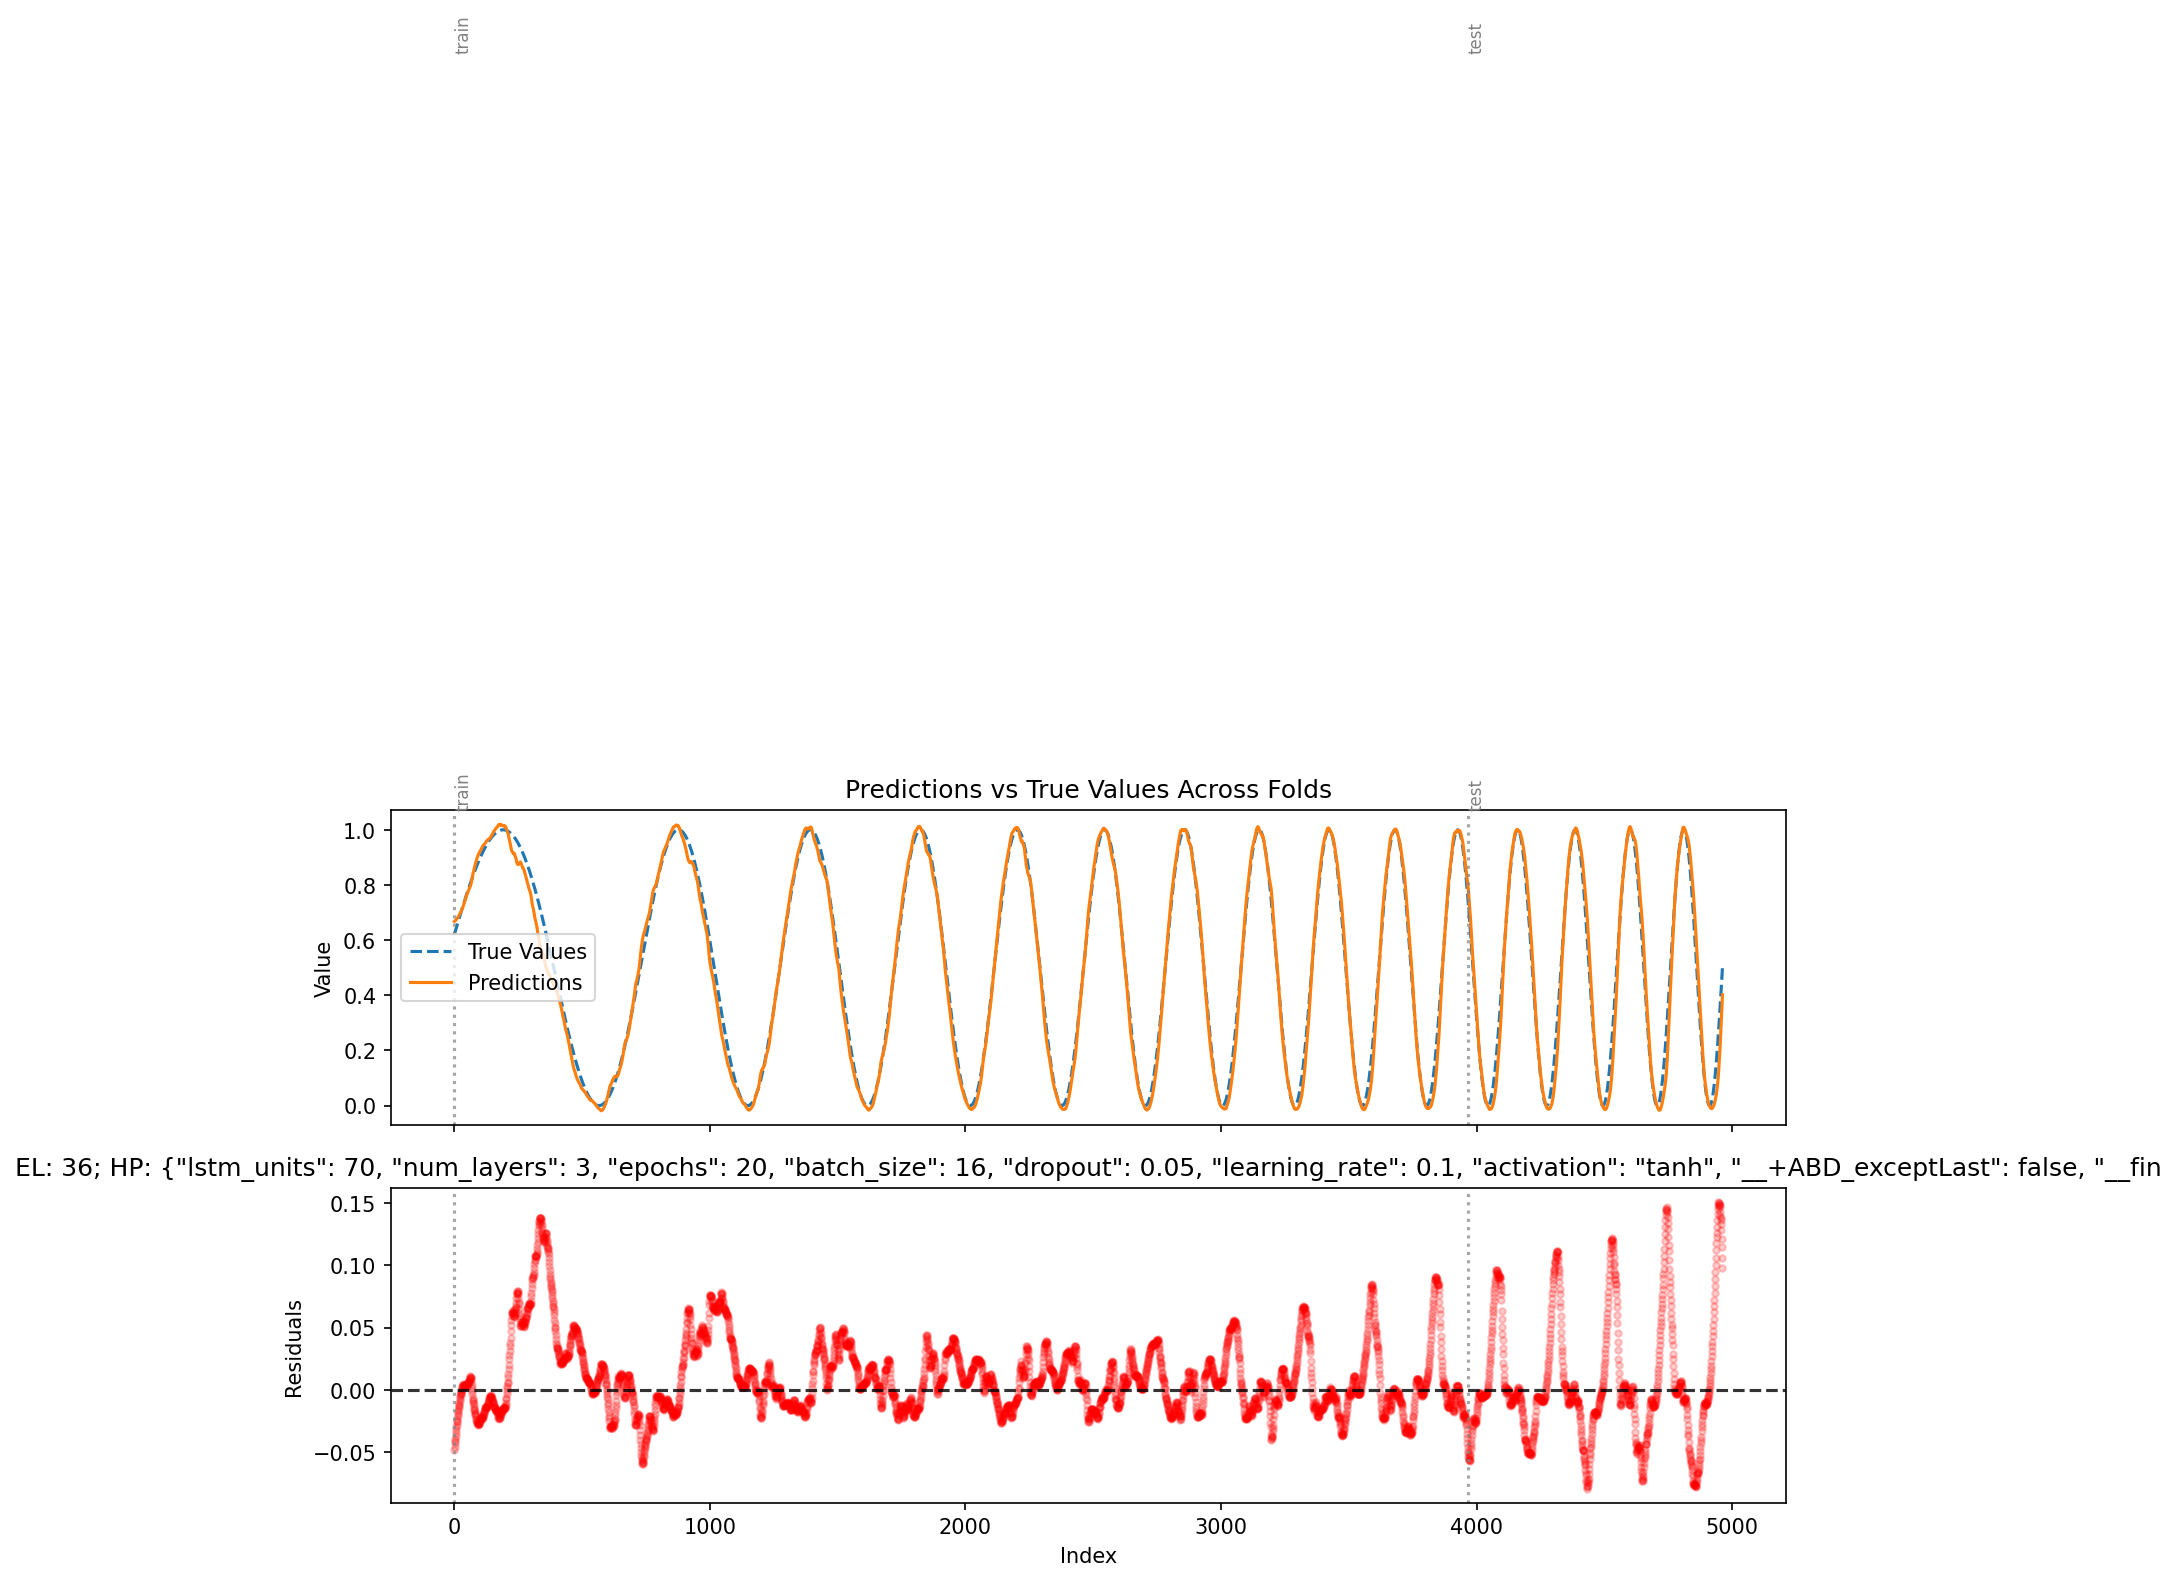 train
test
Predictions vs True Values Across Folds
train
test
1.0
0.8
0.6
0.4
0.2
0.0
Value
True Values
Predictions
EL: 36; HP: {"lstm_units": 70, "num_layers": 3, "epochs": 20, "batch_size": 16, "dropout": 0.05, "learning_rate": 0.1, "activation": "tanh", "__+ABD_exceptLast": false, "__fin
0.15
0.10
0.05
0.00
−0.05
Residuals
0
1000
2000
3000
4000
5000
Index